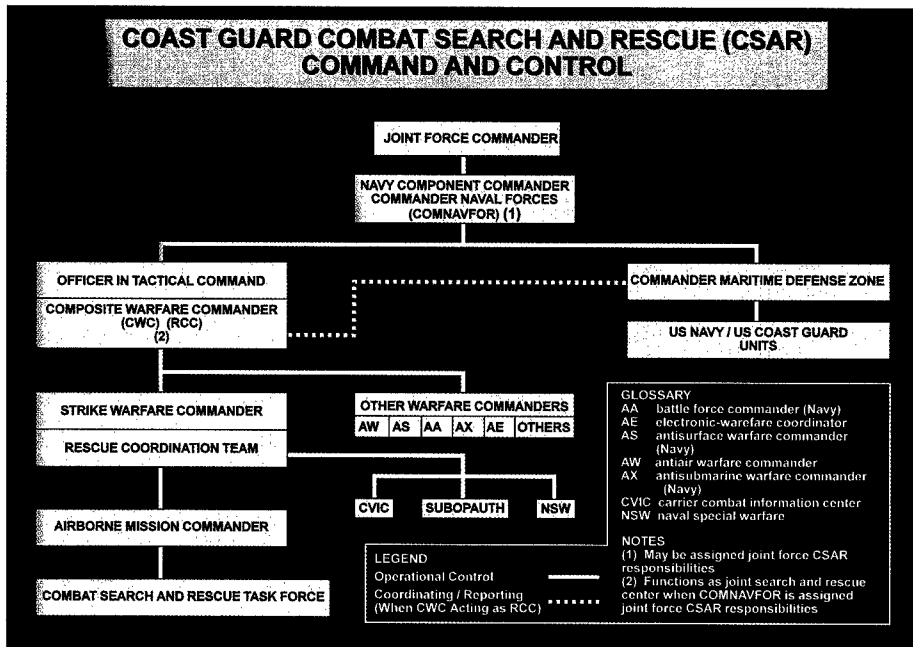 COAST GUARD COMBAT SEARCH AND RESCUE (CSAR)
COMMAND AND CONTROL
JOINT FORCE COMMANDER
NAVY COMPONENT COMMANDER
COMMANDER NAVAL FORCES
(COMNAVFOR) (1)
OFFICER IN TACTICAL COMMAND
COMPOSITE WARFARE COMMANDER
(CWC) (RCC)
(2)
COMMANDER MARITIME DEFENSE ZONE
US NAVY / US COAST GUARD
UNITS
STRIKE WARFARE COMMANDER
RESCUE COORDINATION TEAM
OTHER WARFARE COMMANDERS
AW AS AA AX AE OTHERS
CVIC SUBOPAUTH NSW
AIRBORNE MISSION COMMANDER
COMBAT SEARCH AND RESCUE TASK FORCE
LEGEND
Operational Control
Coordinating / Reporting
(When CWC Acting as RCC)
GLOSSARY
AA battle force commander (Navy)
AE electronic-warefare coordinator
AS antisurface warfare commander
(Navy)
AW antiair warfare commander
AX antisubmarine warfare commander
(Navy)
CVIC carrier combat information center
NSW naval special warfare
NOTES
(1) May be assigned joint force CSAR
responsibilities
(2) Functions as joint search and rescue
center when COMNAVFOR is assigned
joint force CSAR responsibilities